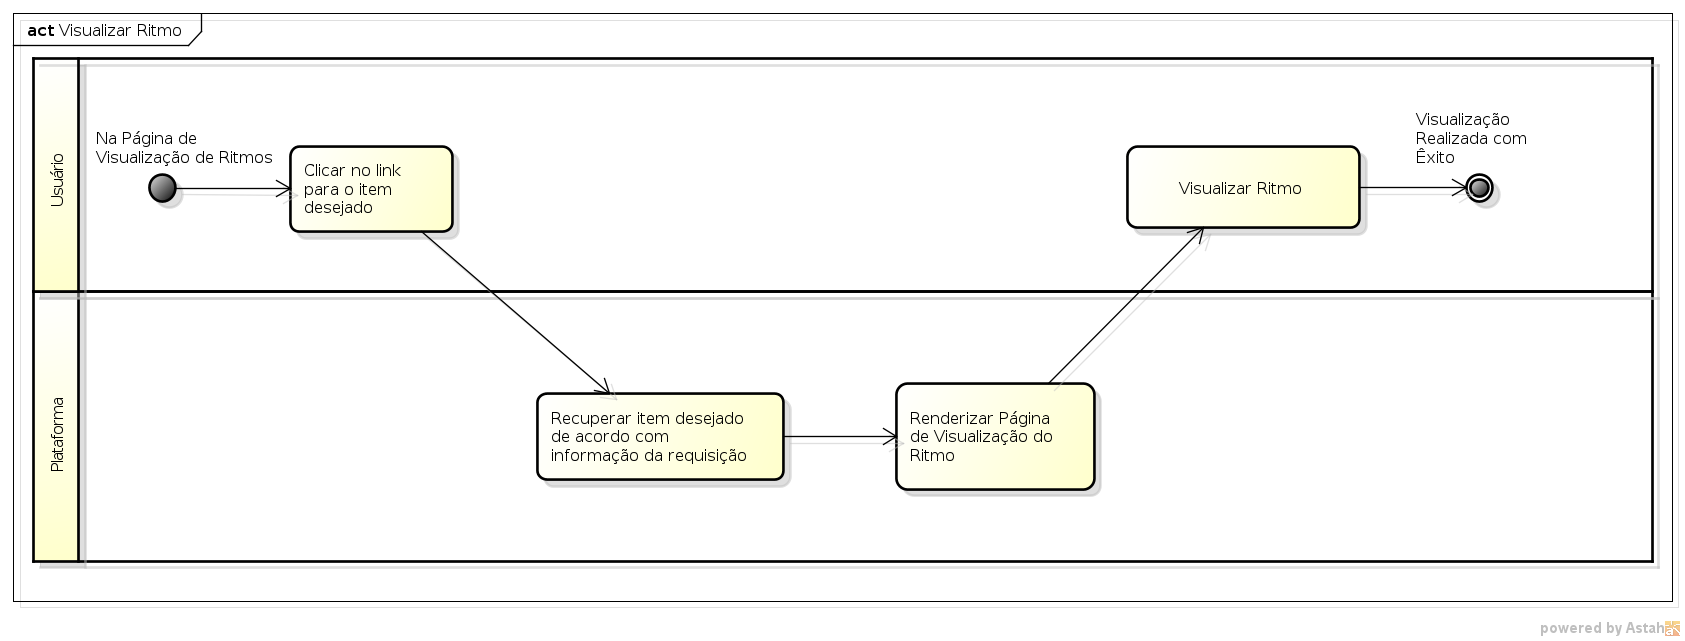 act Visualizar Ritmo
Usuário
Na Página de
Visualização de Ritmos
Clicar no link
para o item
desejado
Visualizar Ritmo
Visualização
Realizada com
Êxito
Plataforma
Recuperar item desejado
de acordo com
informação da requisição
Renderizar Página
de Visualização do
Ritmo
powered by Astah